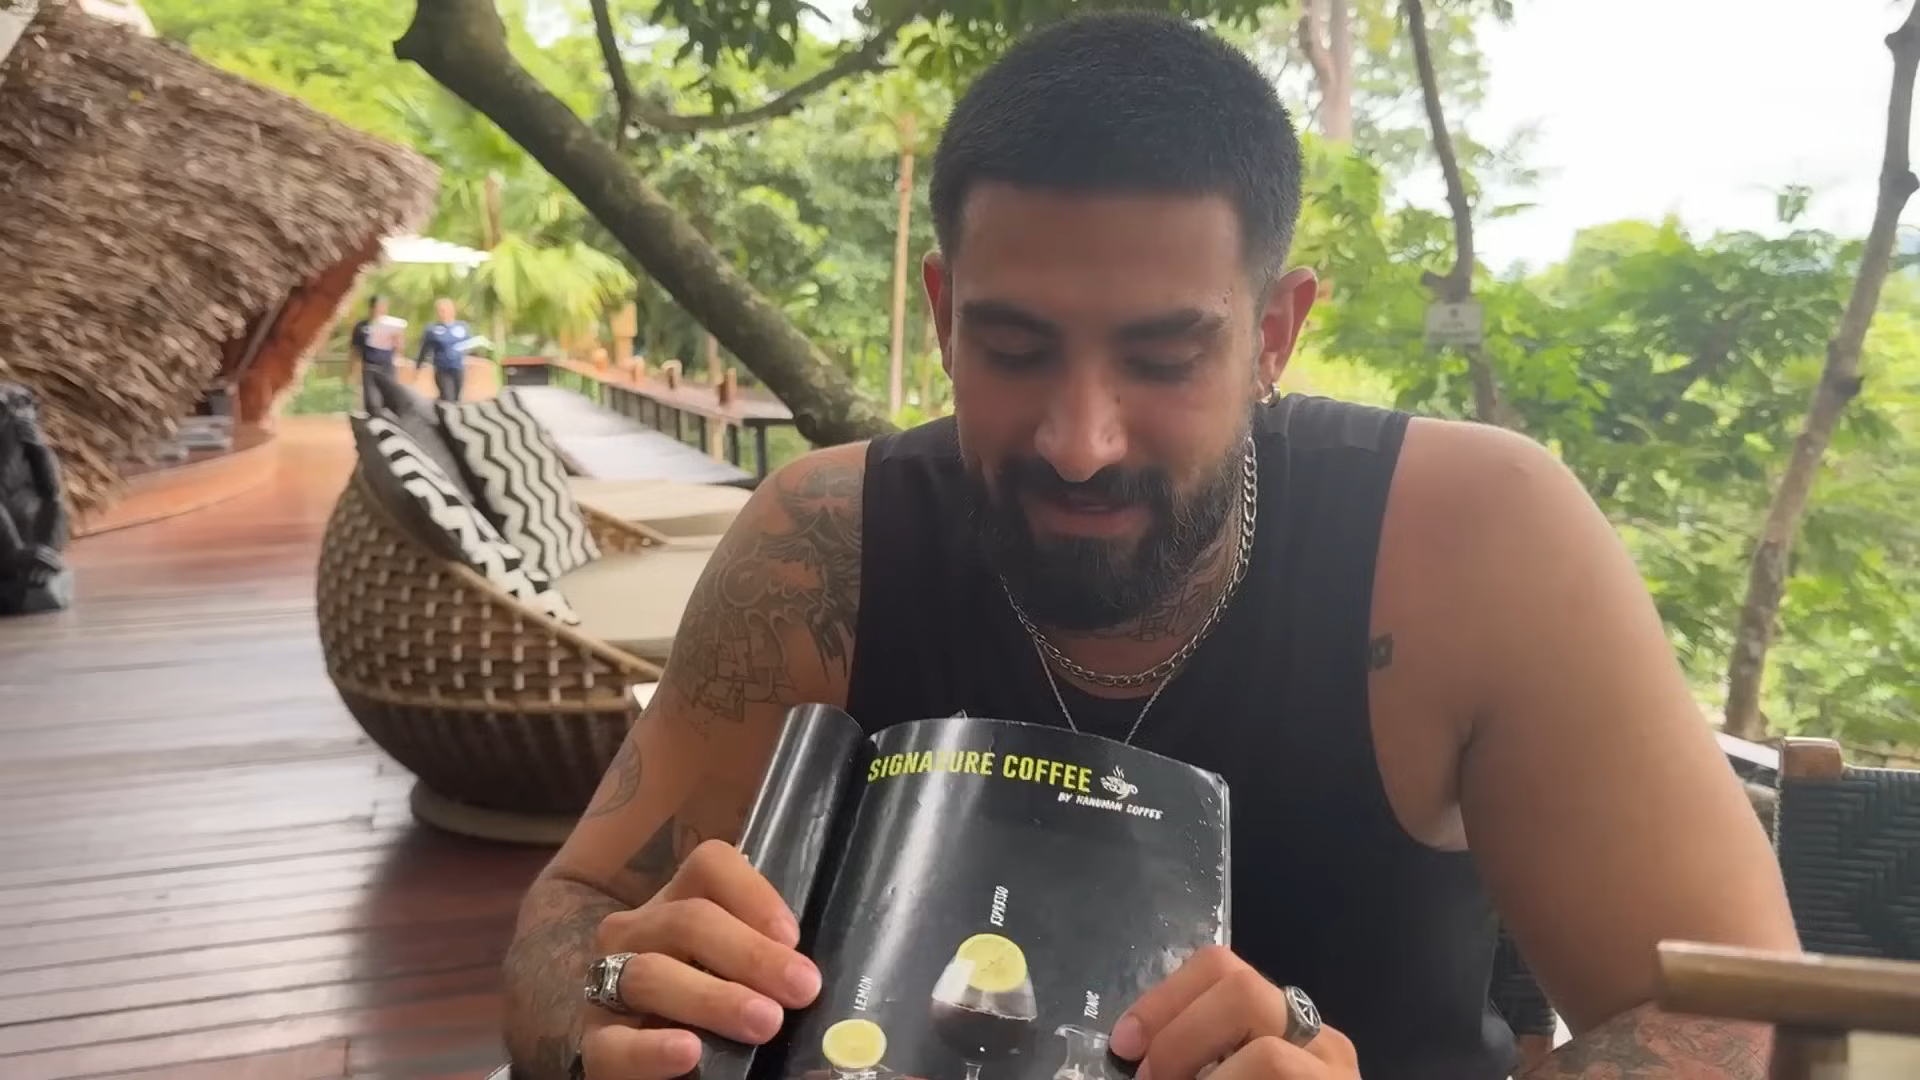 SIGNATURE COFFEE
BY HANUMAN COFFEE
ESPRESSO
LEMON
TONIC